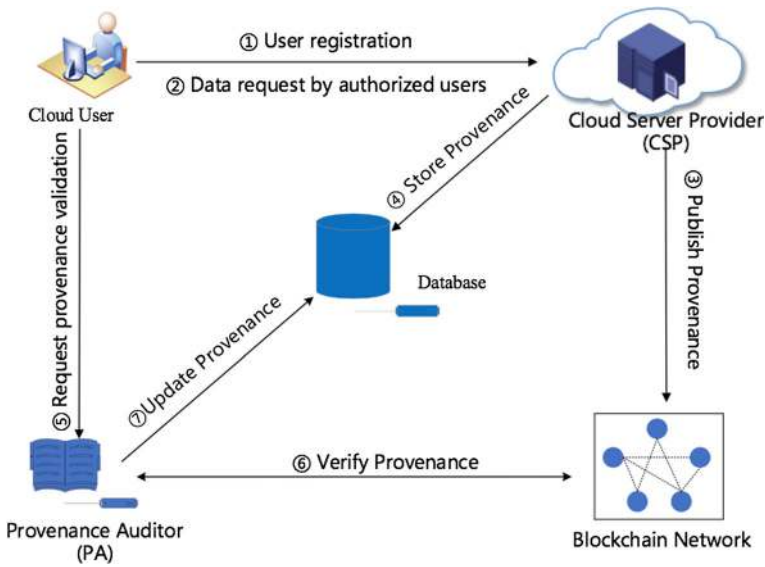 ① User registration
② Data request by authorized users
Cloud User
Cloud Server Provider
(CSP)
③ Publish Provenance
④ Store Provenance
Database
⑤ Request provenance validation
⑦Update Provenance
⑥ Verify Provenance
Provenance Auditor
(PA)
Blockchain Network